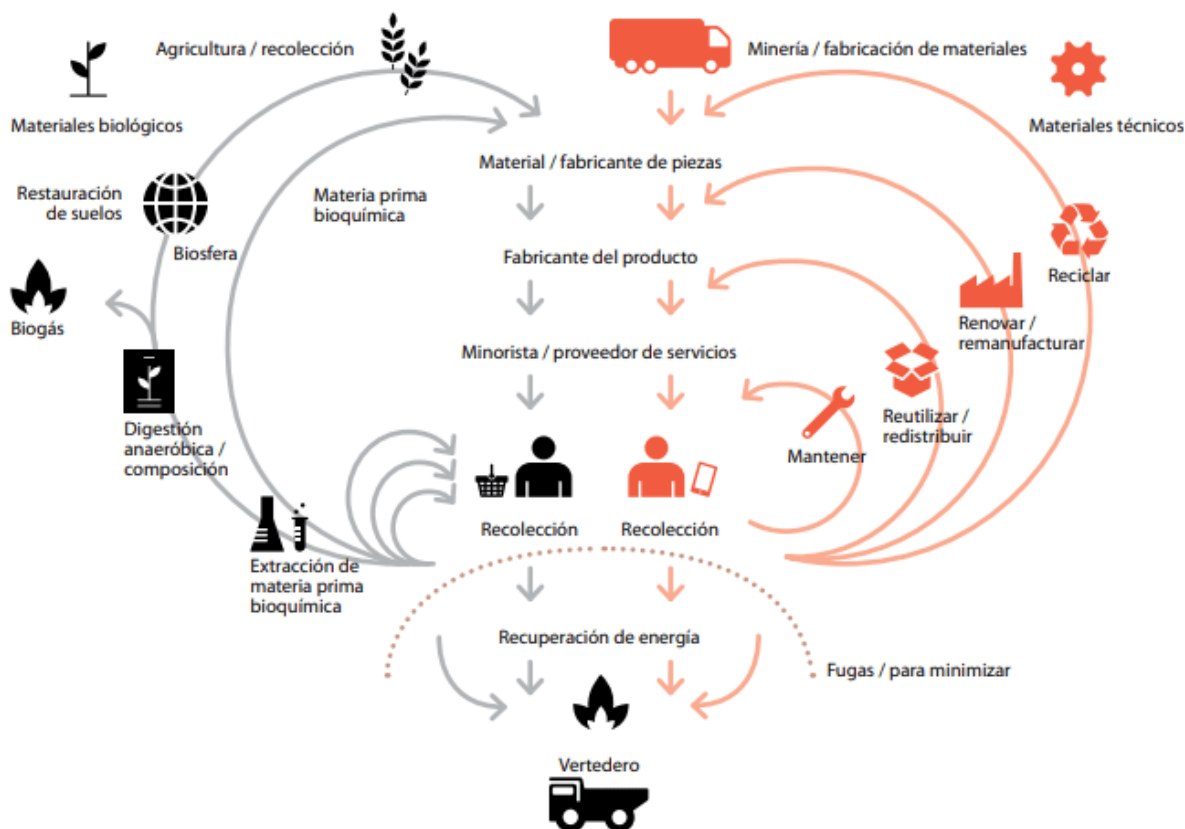 Agricultura / recolección
Minería / fabricación de materiales
Materiales biológicos
Materiales técnicos
Material / fabricante de piezas
Restauración
de suelos
Materia prima
bioquímica
Biosfera
Fabricante del producto
Reciclar
Biogás
Renovar /
remanufacturar
Minorista / proveedor de servicios
Reutilizar /
redistribuir
Digestión
anaeróbica /
composición
Mantener
Recolección
Recolección
Extracción de
materia prima
bioquímica
Recuperación de energía
Fugas / para minimizar
Vertedero